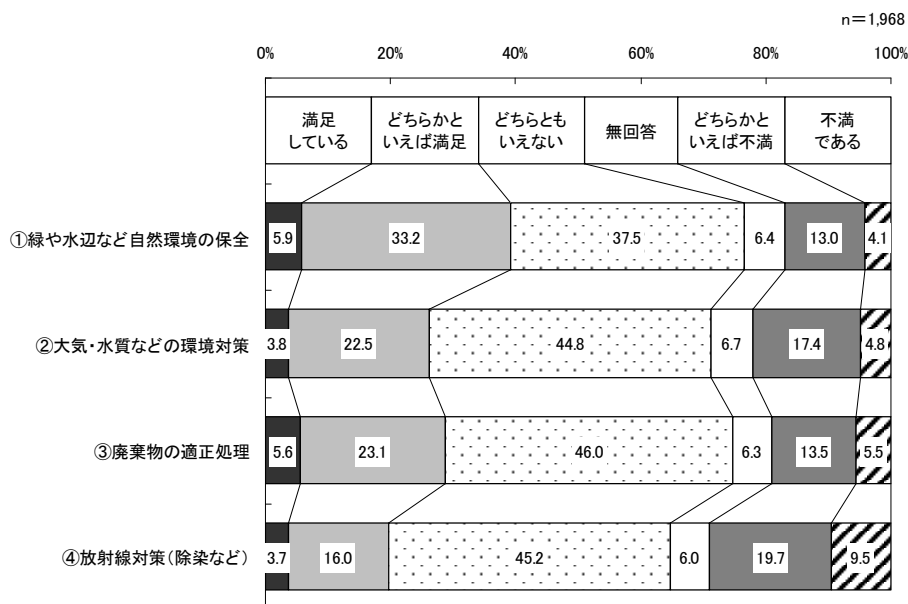 n＝1,968
0%
20%
40%
60%
80%
100%
満足
している
どちらかと
いえば満足
どちらとも
いえない
無回答
どちらかと
いえば不満
不満
である
①緑や水辺など自然環境の保全
5.9
33.2
37.5
6.4
13.0
4.1
②大気・水質などの環境対策
3.8
22.5
44.8
6.7
17.4
4.8
③廃棄物の適正処理
5.6
23.1
46.0
6.3
13.5
5.5
④放射線対策（除染など）
3.7
16.0
45.2
6.0
19.7
9.5